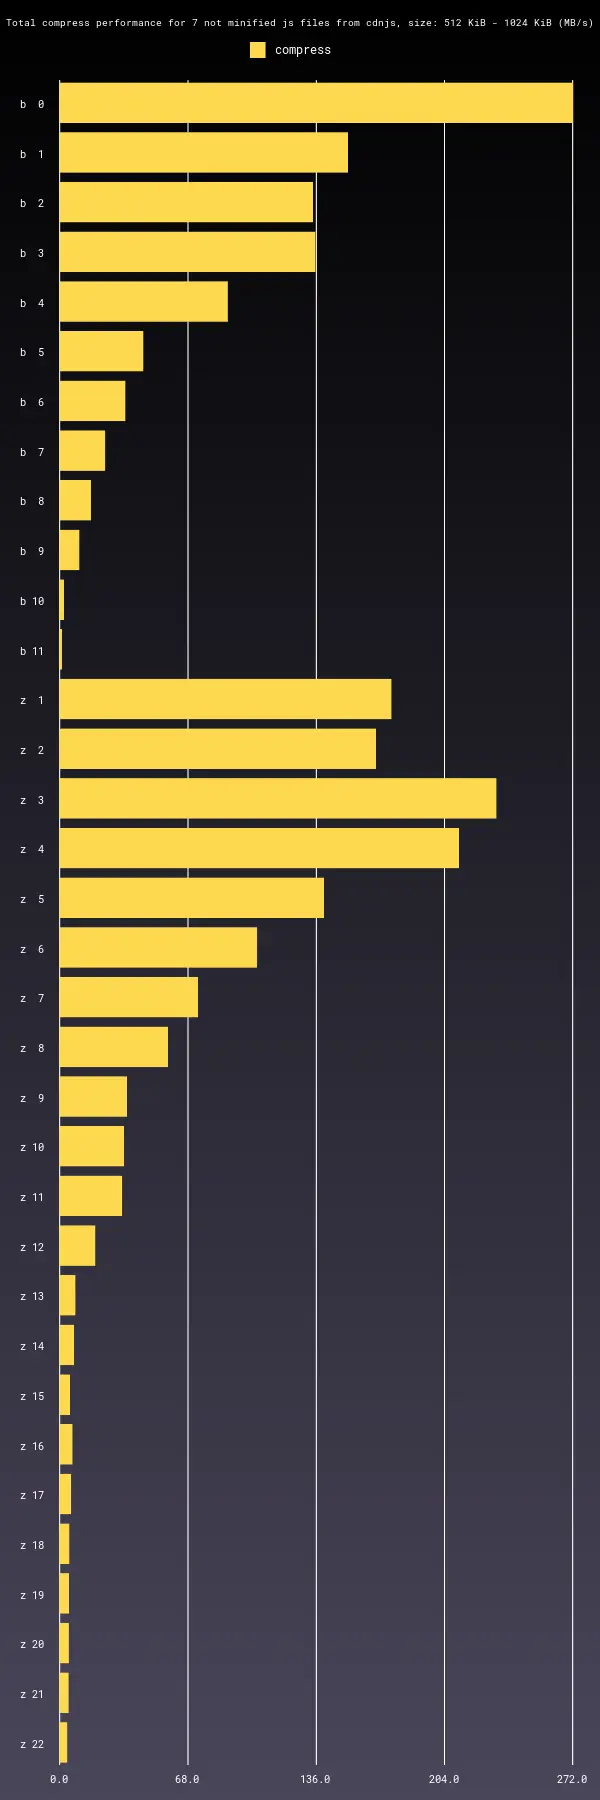 Total compress performance for 7 not minified js files from cdnjs, size: 512 KiB - 1024 KiB (MB/s)
compress
b 0
b 1
b 2
b 3
b 4
b 5
b 6
b 7
b 8
b 9
b 10
b 11
z 1
z 2
z 3
z 4
z 5
z 6
z 7
z 8
z 9
z 10
z 11
z 12
z 13
z 14
z 15
z 16
z 17
z 18
z 19
z 20
z 21
z 22
0.0 68.0 136.0 204.0 272.0